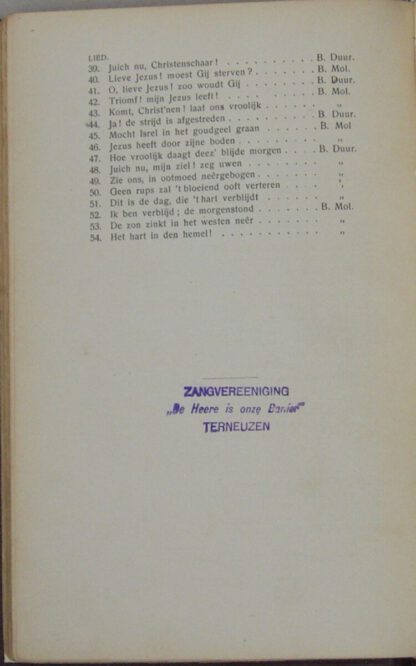 LIED.
39. Juich nu, Christenschaar! . . . . . . . . . . B. Duur.
40. Lieve Jezus! moest Gij sterven? . . . . . . . B. Mol.
41. O, lieve Jezus! zoo woudt Gij . . . . . . . . B. Duur.
42. Triomf! mijn Jezus leeft! . . . . . . . . . . B. Mol.
43. Komt, Christ'nen! laat ons vroolijk . . . . . . „
44. Ja! de strijd is afgestreden . . . . . . . . . B. Duur.
45. Mocht Isrel in het goudgeel graan . . . . . . B. Mol
46. Jezus heeft door zijne boden . . . . . . . . . „
47. Hoe vroolijk daagt deez' blijde morgen . . . . B. Duur.
48. Juich nu, mijn ziel! zeg uwen . . . . . . . . „
49. Zie ons, in ootmoed neêrgebogen . . . . . . . „
50. Geen rups zal 't bloeiend ooft verteren . . . . „
51. Dit is de dag, die 't hart verblijdt . . . . . . „
52. Ik ben verblijd; de morgenstond . . . . . . . B. Mol.
53. De zon zinkt in het westen neêr . . . . . . . „
54. Het hart in den hemel! . . . . . . . . . . . „
ZANGVEREENIGING
„De Heere is onze Banier"
TERNEUZEN